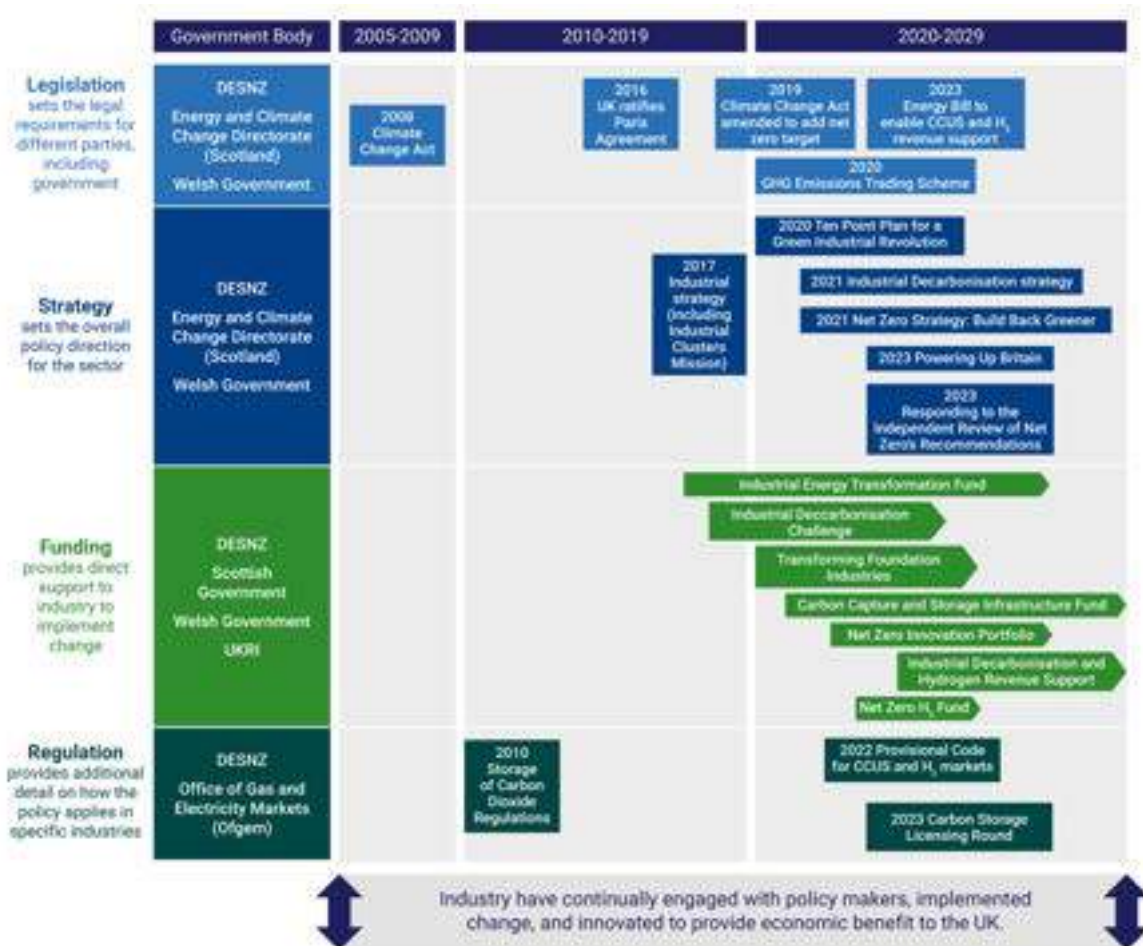 Government Body
2005-2009
2010-2019
2020-2029
Legislation
sets the legal
requirements for
different parties,
including
government
DESNZ
Energy and Climate
Change Directorate
(Scotland)
Welsh Government
2008
Climate
Change Act
2016
UK ratifies
Paris
Agreement
2019
Climate Change Act
amended to add net
zero target
2023
Energy Bill to
enable CCUS and H₂
revenue support
2020
GHG Emissions Trading Scheme
Strategy
sets the overall
policy direction
for the sector
DESNZ
Energy and Climate
Change Directorate
(Scotland)
Welsh Government
2017
Industrial
strategy
(including
Industrial
Clusters
Mission)
2020 Ten Point Plan for a
Green Industrial Revolution
2021 Industrial Decarbonisation strategy
2021 Net Zero Strategy: Build Back Greener
2023 Powering Up Britain
2023
Responding to the
Independent Review of Net
Zero's Recommendations
Funding
provides direct
support to
industry to
implement
change
DESNZ
Scottish
Government
Welsh Government
UKRI
Industrial Energy Transformation Fund
Industrial Deccarbonisation
Challenge
Transforming Foundation
Industries
Carbon Capture and Storage Infrastructure Fund
Net Zero Innovation Portfolio
Industrial Decarbonisation and
Hydrogen Revenue Support
Net Zero H₂ Fund
Regulation
provides additional
detail on how the
policy applies in
specific industries
DESNZ
Office of Gas and
Electricity Markets
(Ofgem)
2010
Storage
of Carbon
Dioxide
Regulations
2022 Provisional Code
for CCUS and H₂ markets
2023 Carbon Storage
Licensing Round
Industry have continually engaged with policy makers, implemented
change, and innovated to provide economic benefit to the UK.